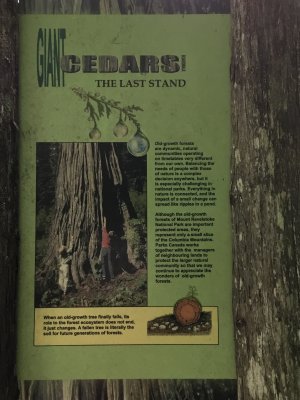 GIANT
CEDARS
THE LAST STAND
Old-growth forests
are dynamic, natural
communities operating
on timetables very different
from our own. Balancing the
needs of people with those
of nature is a complex
decision anywhere, but it
is especially challenging in
national parks. Everything in
nature is connected, and the
impact of a small change can
spread like ripples in a pond.
Although the old-growth
forests of Mount Revelstoke
National Park are important
protected areas, they
represent only a small slice
of the Columbia Mountains.
Parks Canada works
together with the managers
of neighbouring lands to
protect the larger natural
community so that we may
continue to appreciate the
wonders of old-growth
forests.
When an old-growth tree finally falls, its
role to the forest ecosystem does not end,
it just changes. A fallen tree is literally the
soil for future generations of forests.